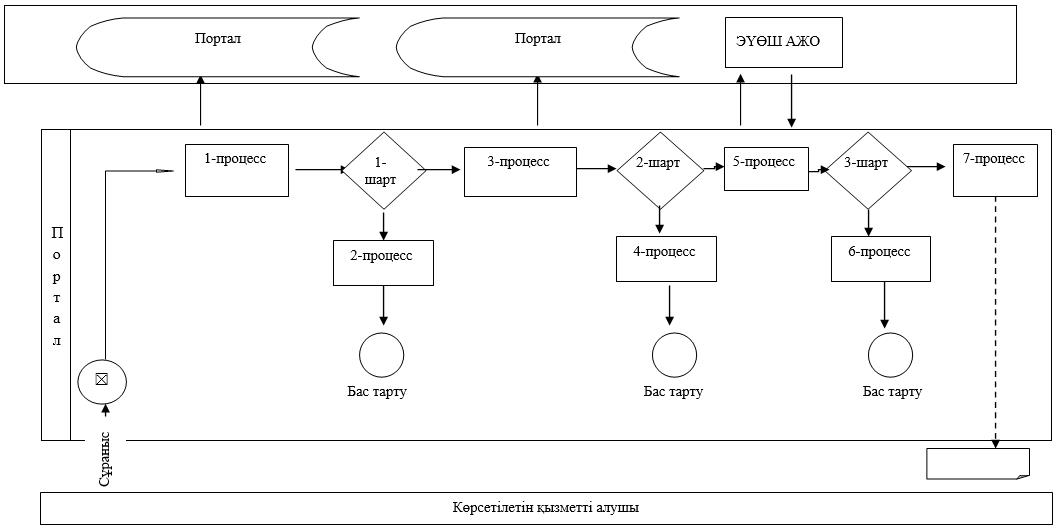 Портал
Портал
ЭҮӨШ АЖО
1-процесс
1-
шарт
3-процесс
2-шарт
5-процесс
3-шарт
7-процесс
2-процесс
4-процесс
6-процесс
Портал
Бас тарту
Бас тарту
Бас тарту
Сұраныс
Көрсетілетін қызметті алушы